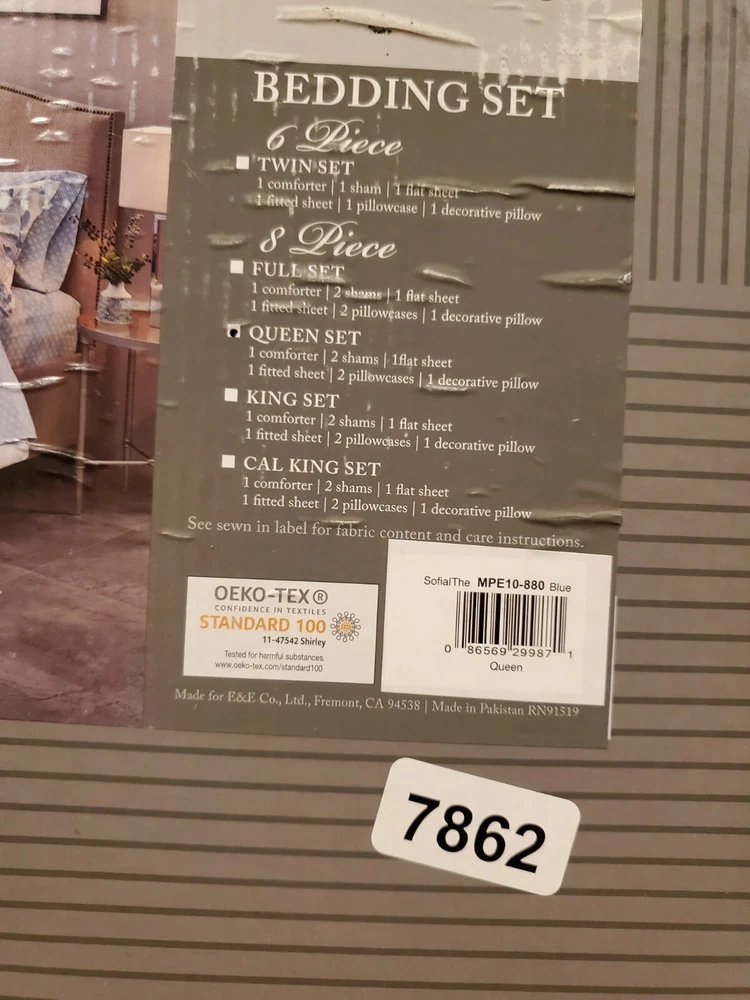 BEDDING SET
6 Piece
TWIN SET
1 comforter | 1 sham | 1 flat sheet
1 fitted sheet | 1 pillowcase | 1 decorative pillow
8 Piece
FULL SET
1 comforter | 2 shams | 1 flat sheet
1 fitted sheet | 2 pillowcases | 1 decorative pillow
QUEEN SET
1 comforter | 2 shams | 1flat sheet
1 fitted sheet | 2 pillowcases | 1 decorative pillow
KING SET
1 comforter | 2 shams | 1 flat sheet
1 fitted sheet | 2 pillowcases | 1 decorative pillow
CAL KING SET
1 comforter | 2 shams | 1 flat sheet
1 fitted sheet | 2 pillowcases | 1 decorative pillow
See sewn in label for fabric content and care instructions.
OEKO-TEX®
CONFIDENCE IN TEXTILES
STANDARD 100
11-47542 Shirley
Tested for harmful substances.
www.oeko-tex.com/standard100
SofialThe MPE10-880 Blue
0 86569 29987 1
Queen
Made for E&E Co., Ltd., Fremont, CA 94538 | Made in Pakistan RN91519
7862